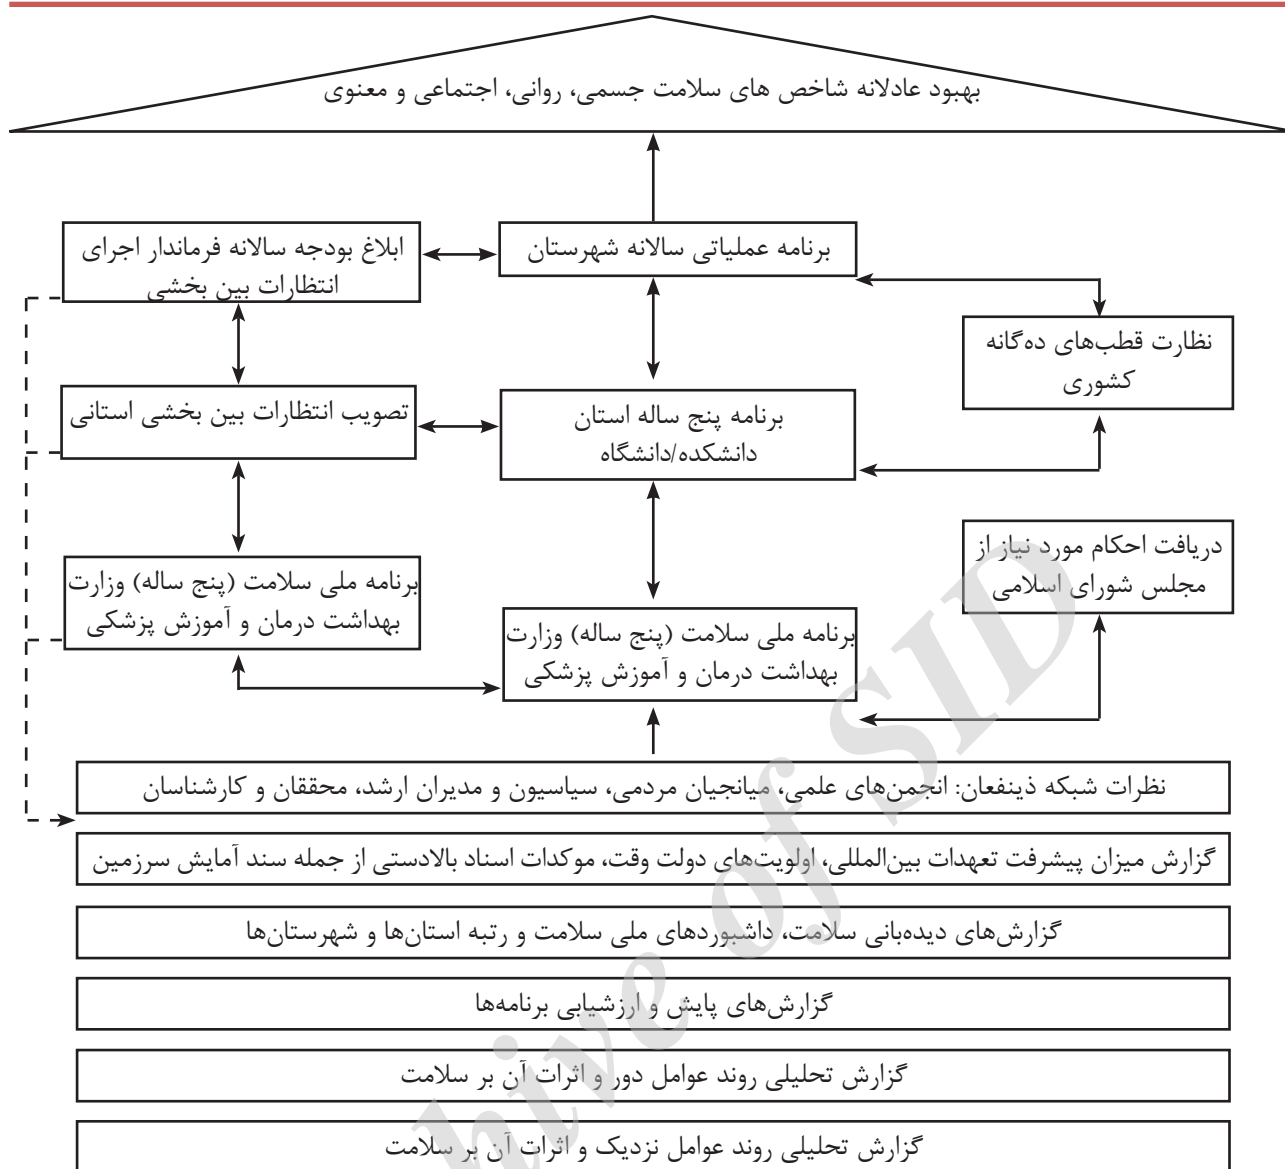 بهبود عادلانه شاخص های سلامت جسمی، روانی، اجتماعی و معنوی
برنامه عملیاتی سالانه شهرستان
ابلاغ بودجه سالانه فرماندار اجرای
انتظارات بین بخشی
نظارت قطب‌های ده‌گانه
کشوری
برنامه پنج ساله استان
دانشکده/دانشگاه
تصویب انتظارات بین بخشی استانی
دریافت احکام مورد نیاز از
مجلس شورای اسلامی
برنامه ملی سلامت (پنج ساله) وزارت
بهداشت درمان و آموزش پزشکی
برنامه ملی سلامت (پنج ساله) وزارت
بهداشت درمان و آموزش پزشکی
نظرات شبکه ذینفعان: انجمن‌های علمی، میانجیان مردمی، سیاسیون و مدیران ارشد، محققان و کارشناسان
گزارش میزان پیشرفت تعهدات بین‌المللی، اولویت‌های دولت وقت، موکدات اسناد بالادستی از جمله سند آمایش سرزمین
گزارش‌های دیده‌بانی سلامت، داشبوردهای ملی سلامت و رتبه استان‌ها و شهرستان‌ها
گزارش‌های پایش و ارزشیابی برنامه‌ها
گزارش تحلیلی روند عوامل دور و اثرات آن بر سلامت
گزارش تحلیلی روند عوامل نزدیک و اثرات آن بر سلامت
hive of SID